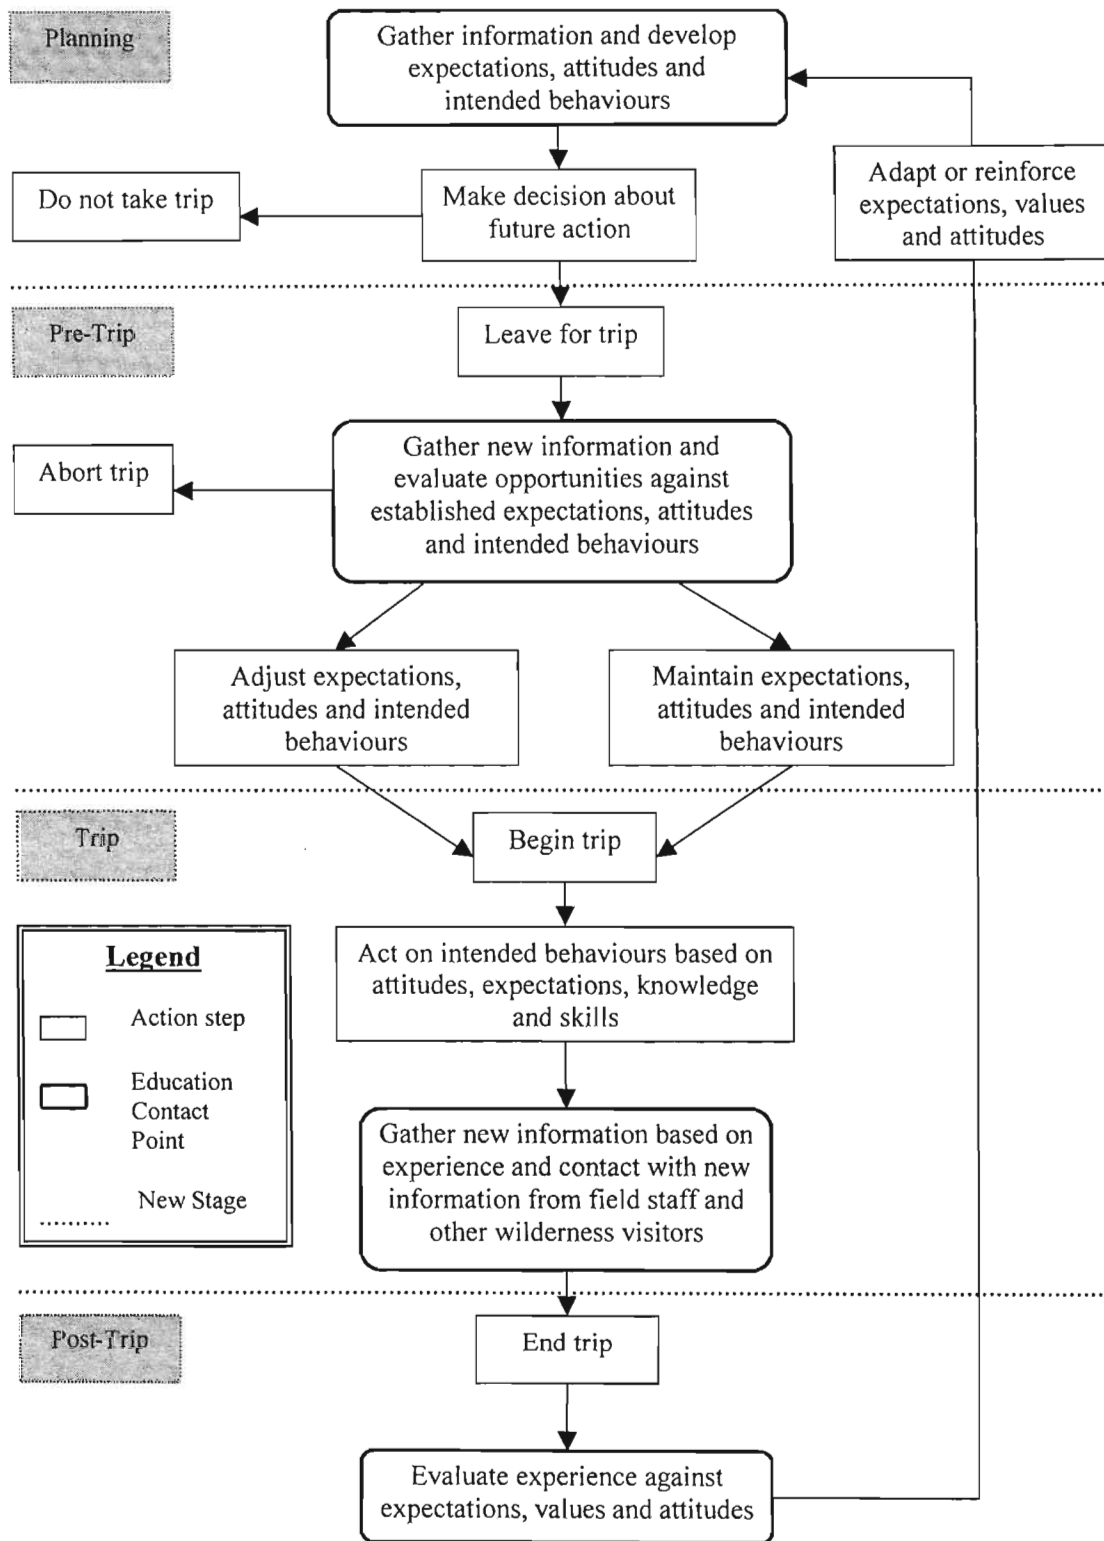 Planning
Gather information and develop
expectations, attitudes and
intended behaviours
Do not take trip
Make decision about
future action
Adapt or reinforce
expectations, values
and attitudes
Pre-Trip
Leave for trip
Abort trip
Gather new information and
evaluate opportunities against
established expectations, attitudes
and intended behaviours
Adjust expectations,
attitudes and intended
behaviours
Maintain expectations,
attitudes and intended
behaviours
Trip
Begin trip
Legend
Action step
Education
Contact
Point
New Stage
Act on intended behaviours based on
attitudes, expectations, knowledge
and skills
Gather new information based on
experience and contact with new
information from field staff and
other wilderness visitors
Post-Trip
End trip
Evaluate experience against
expectations, values and attitudes